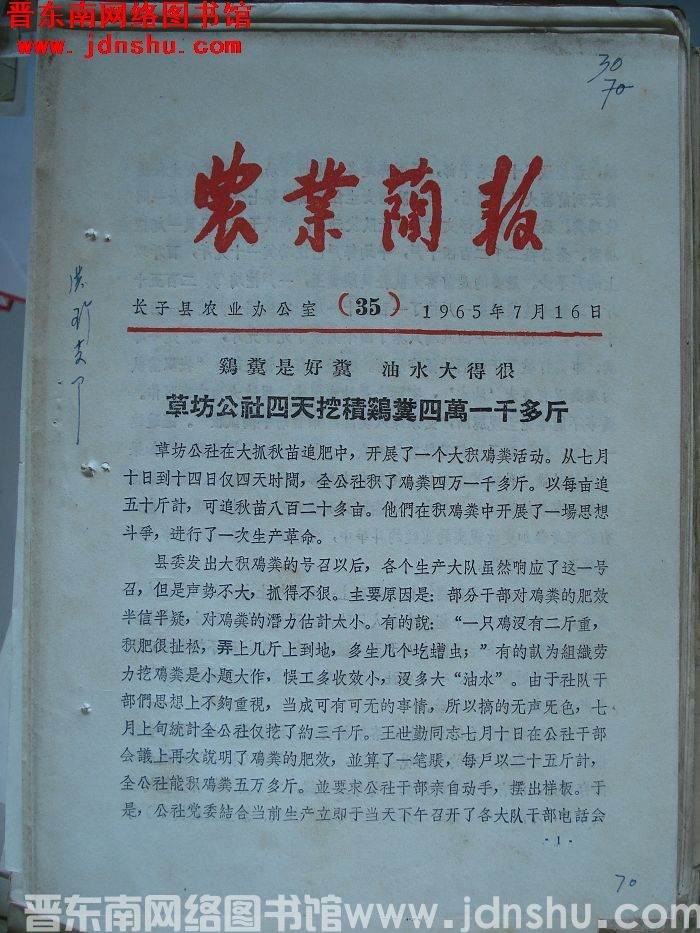 晋东南网络图书馆
www.jdnshu.com
30
70
農業簡報
长子县农业办公室 (35) 1965年7月16日
鷄糞是好糞 油水大得很
草坊公社四天挖積鷄糞四萬一千多斤
草坊公社在大抓秋苗追肥中，开展了一个大积鸡粪活动。从七月
十日到十四日仅四天时間，全公社积了鸡粪四万一千多斤。以每亩追
五十斤計，可追秋苗八百二十多亩。他們在积鸡粪中开展了一場思想
斗爭，进行了一次生产革命。
县委发出大积鸡粪的号召以后，各个生产大队虽然响应了这一号
召，但是声势不大，抓得不狠。主要原因是：部分干部对鸡粪的肥效
半信半疑，对鸡粪的潛力估計太小。有的說：“一只鸡沒有二斤重，
积肥很扯松，弄上几斤上到地，多生几个圪蟷虫；”有的认为組織劳
力挖鸡粪是小題大作，悞工多收效小，沒多大“油水”。由于社队干
部們思想上不夠重視，当成可有可无的事情，所以搞的无声无色，七
月上旬統計全公社仅挖了約三千斤。王世勤同志七月十日在公社干部
会議上再次說明了鸡粪的肥效，並算了一笔賬，每戶以二十五斤計，
全公社能积鸡粪五万多斤。並要求公社干部亲自动手，摆出样板。于
是，公社党委結合当前生产立即于当天下午召开了各大队干部电話会
·1·
70
晋东南网络图书馆www.jdnshu.com